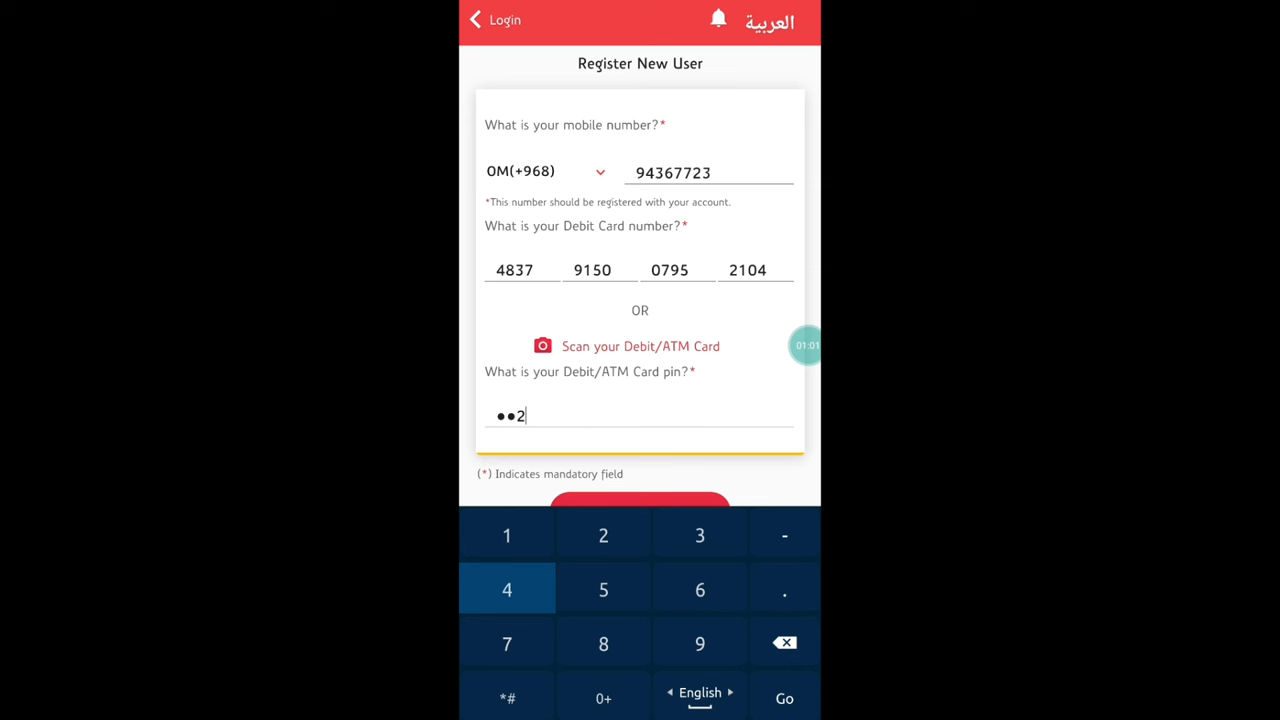 Login
العربية
Register New User
What is your mobile number?*
OM(+968) 94367723
*This number should be registered with your account.
What is your Debit Card number?*
4837 9150 0795 2104
OR
Scan your Debit/ATM Card
01:01
What is your Debit/ATM Card pin?*
●●2
(*) Indicates mandatory field
1 2 3 -
4 5 6 .
7 8 9
*# 0+ English Go